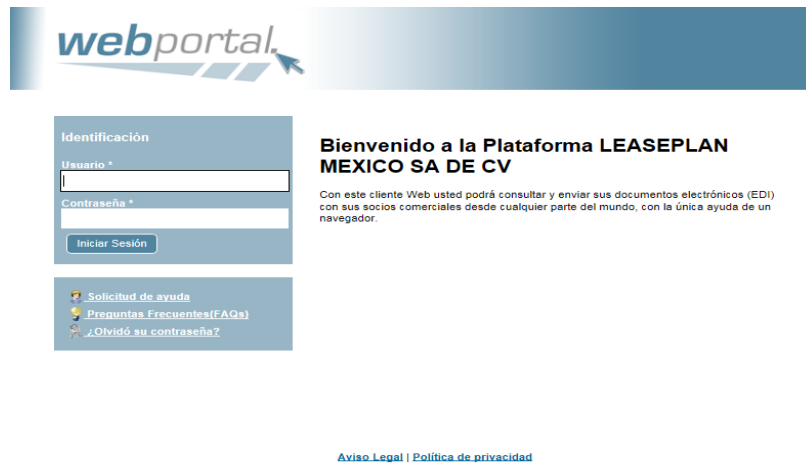 webportal
Identificación
Usuario *
Contraseña *
Iniciar Sesión
Solicitud de ayuda
Preguntas Frecuentes(FAQs)
¿Olvidó su contraseña?
Bienvenido a la Plataforma LEASEPLAN
MEXICO SA DE CV
Con este cliente Web usted podrá consultar y enviar sus documentos electrónicos (EDI)
con sus socios comerciales desde cualquier parte del mundo, con la única ayuda de un
navegador.
Aviso Legal | Política de privacidad